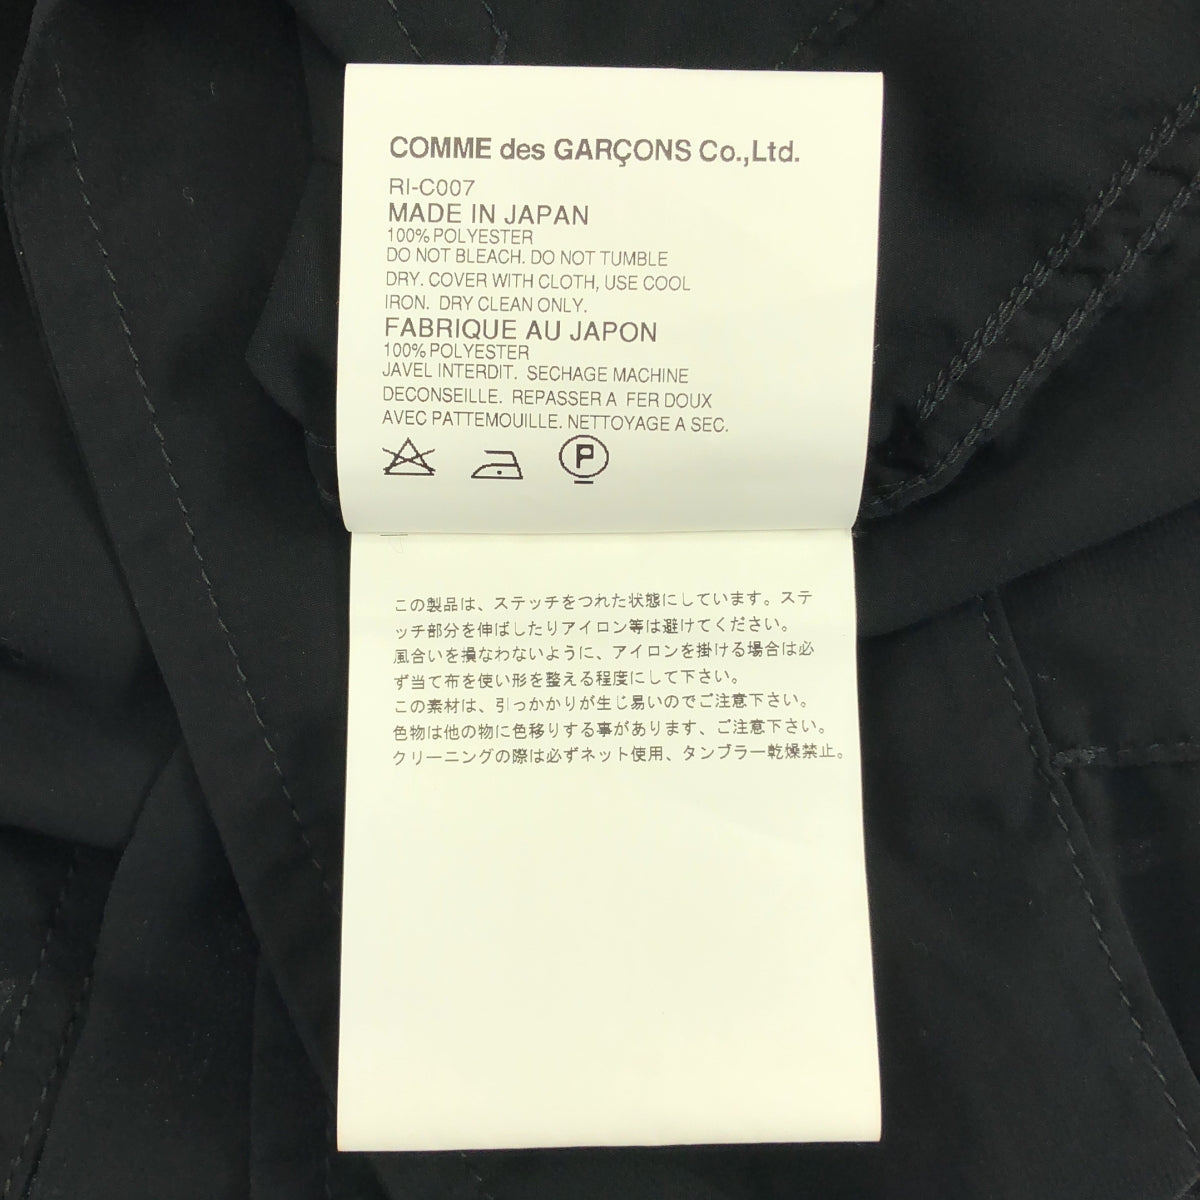 COMME des GARÇONS Co.,Ltd.
RI-C007
MADE IN JAPAN
100% POLYESTER
DO NOT BLEACH. DO NOT TUMBLE
DRY. COVER WITH CLOTH, USE COOL
IRON. DRY CLEAN ONLY.
FABRIQUE AU JAPON
100% POLYESTER
JAVEL INTERDIT. SECHAGE MACHINE
DECONSEILLE. REPASSER A FER DOUX
AVEC PATTEMOUILLE. NETTOYAGE A SEC.
P
この製品は、ステッチをつれた状態にしています。ステ
ッチ部分を伸ばしたりアイロン等は避けてください。
風合いを損なわないように、アイロンを掛ける場合は必
ず当て布を使い形を整える程度にして下さい。
この素材は、引っかかりが生じ易いのでご注意下さい。
色物は他の物に色移りする事があります、ご注意下さい。
クリーニングの際は必ずネット使用、タンブラー乾燥禁止。